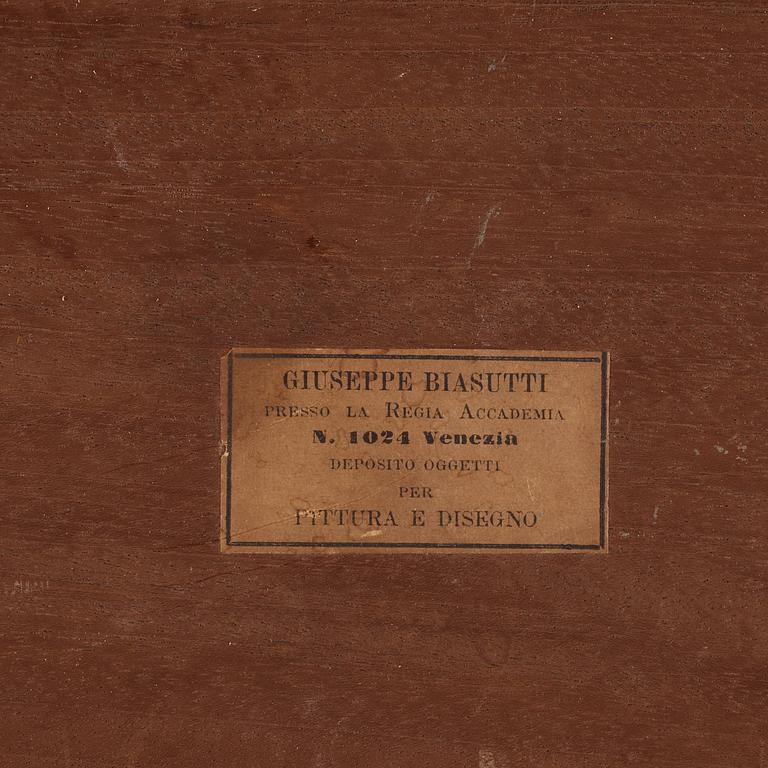 GIUSEPPE BIASUTTI
PRESSO LA REGIA ACCADEMIA
N. 1024 Venezia
DEPOSITO OGGETTI
PER
PITTURA E DISEGNO